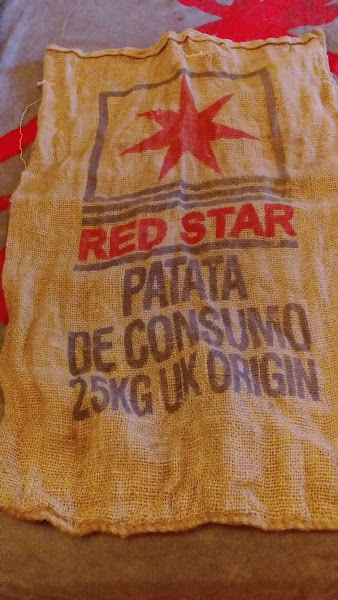 RED STAR
PATATA
DE CONSUMO
25KG UK ORIGIN